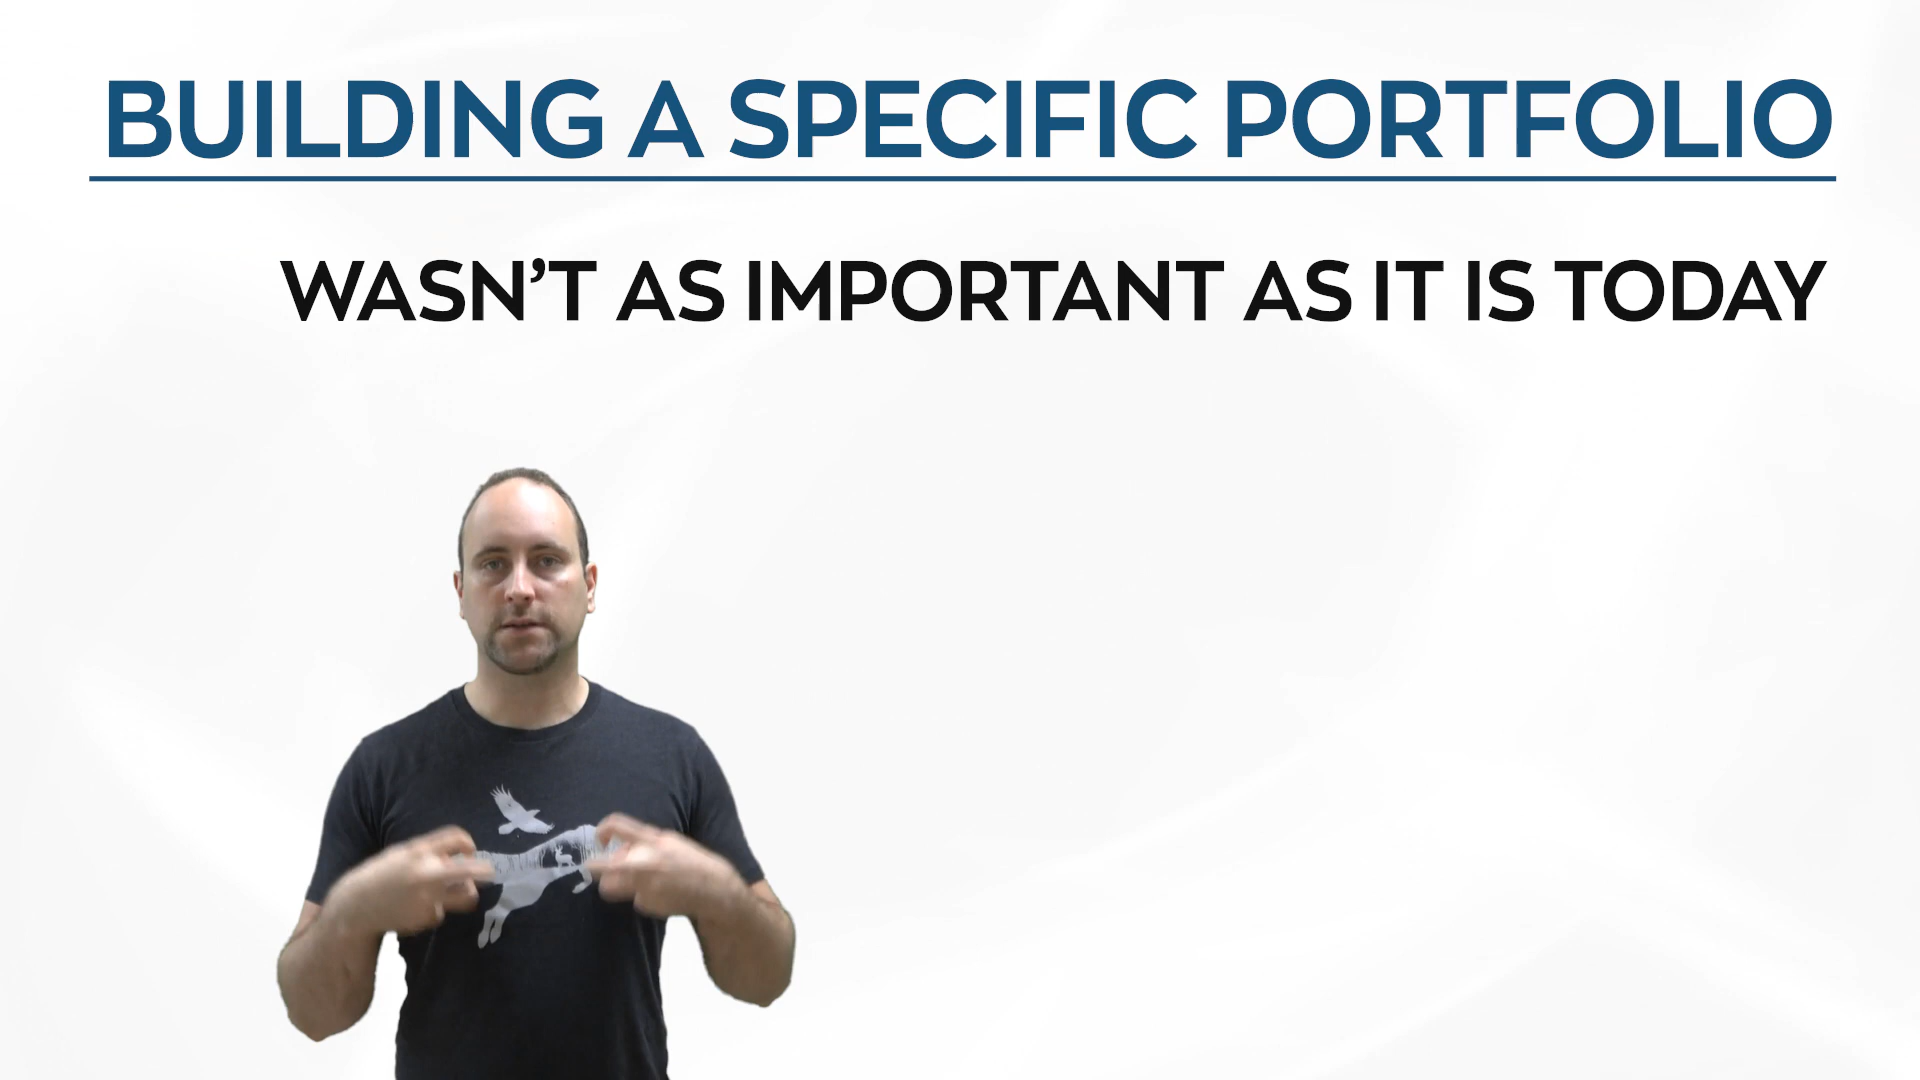 BUILDING A SPECIFIC PORTFOLIO
WASN’T AS IMPORTANT AS IT IS TODAY